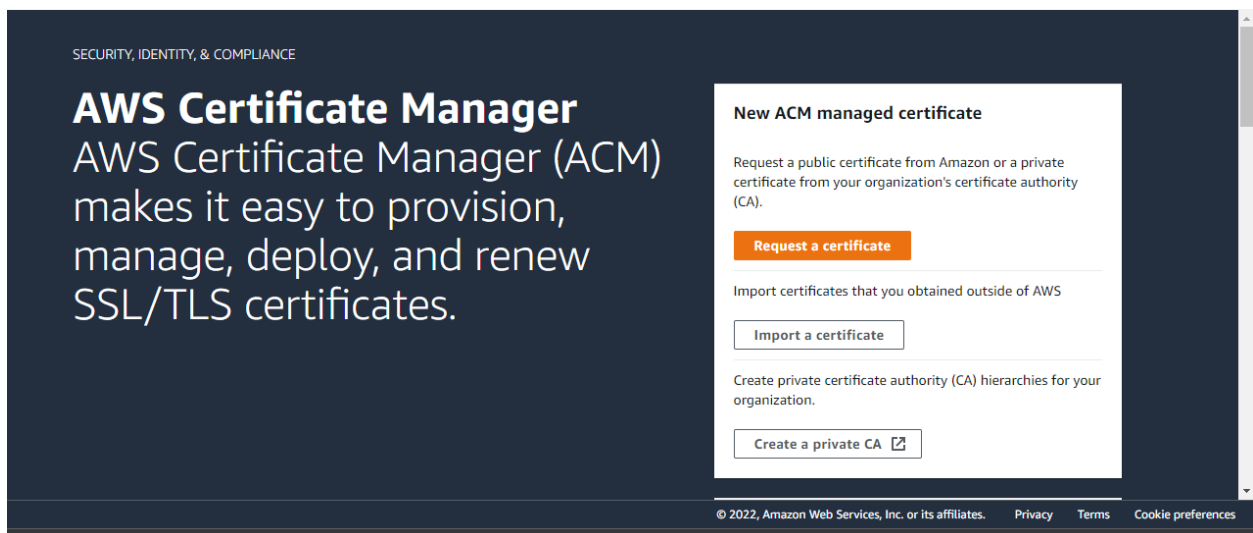 SECURITY, IDENTITY, & COMPLIANCE
AWS Certificate Manager
AWS Certificate Manager (ACM)
makes it easy to provision,
manage, deploy, and renew
SSL/TLS certificates.
New ACM managed certificate
Request a public certificate from Amazon or a private
certificate from your organization's certificate authority
(CA).
Request a certificate
Import certificates that you obtained outside of AWS
Import a certificate
Create private certificate authority (CA) hierarchies for your
organization.
Create a private CA
© 2022, Amazon Web Services, Inc. or its affiliates. Privacy Terms Cookie preferences